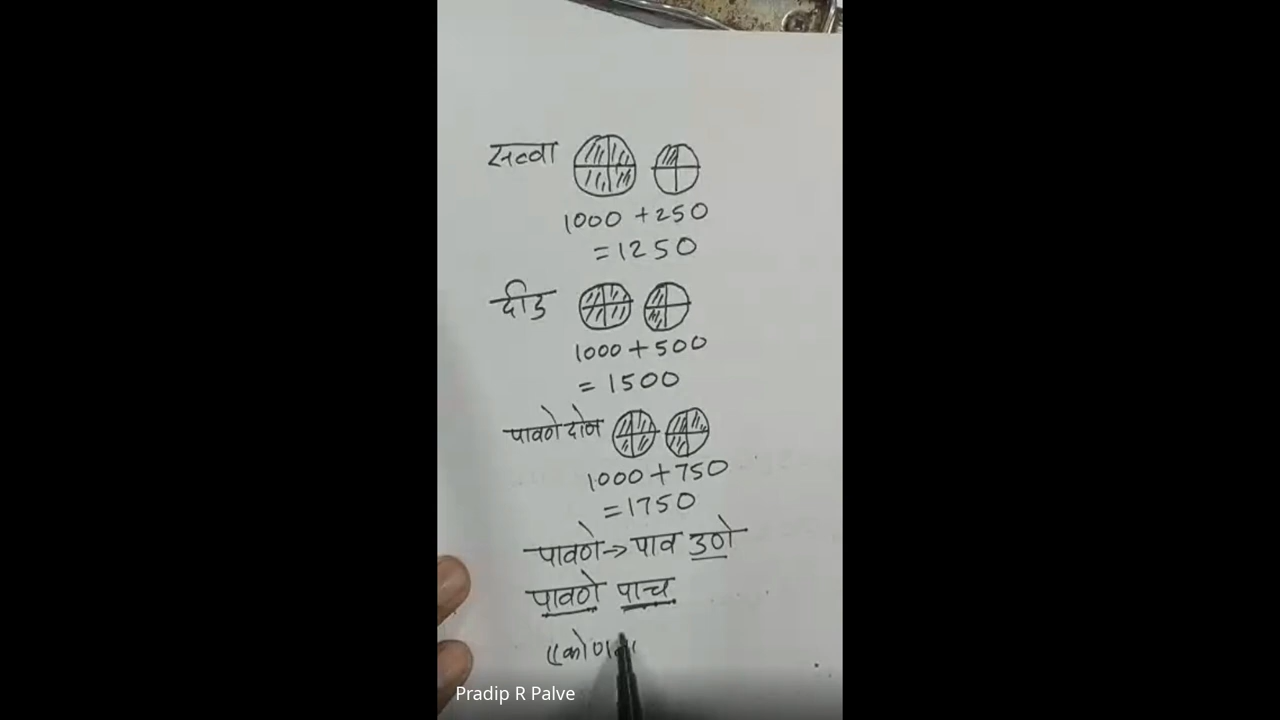 सव्वा
1000 + 250
= 1250
दीड
1000 + 500
= 1500
पावणे दोन
1000 + 750
= 1750
पावणे → पाव उणे
पावणे पाच
Pradip R Palve